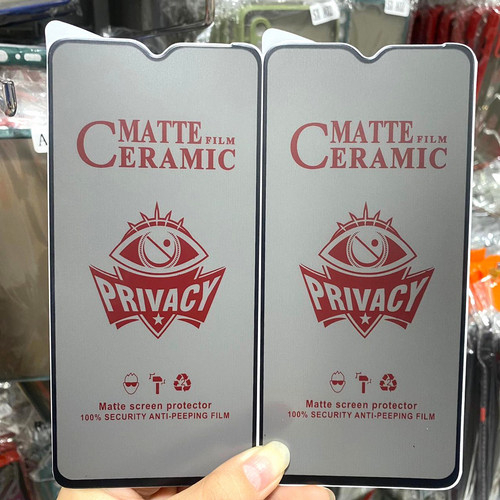 MATTE FILM
CERAMIC
PRIVACY
Matte screen protector
100% SECURITY ANTI-PEEPING FILM
MATTE FILM
CERAMIC
PRIVACY
Matte screen protector
100% SECURITY ANTI-PEEPING FILM